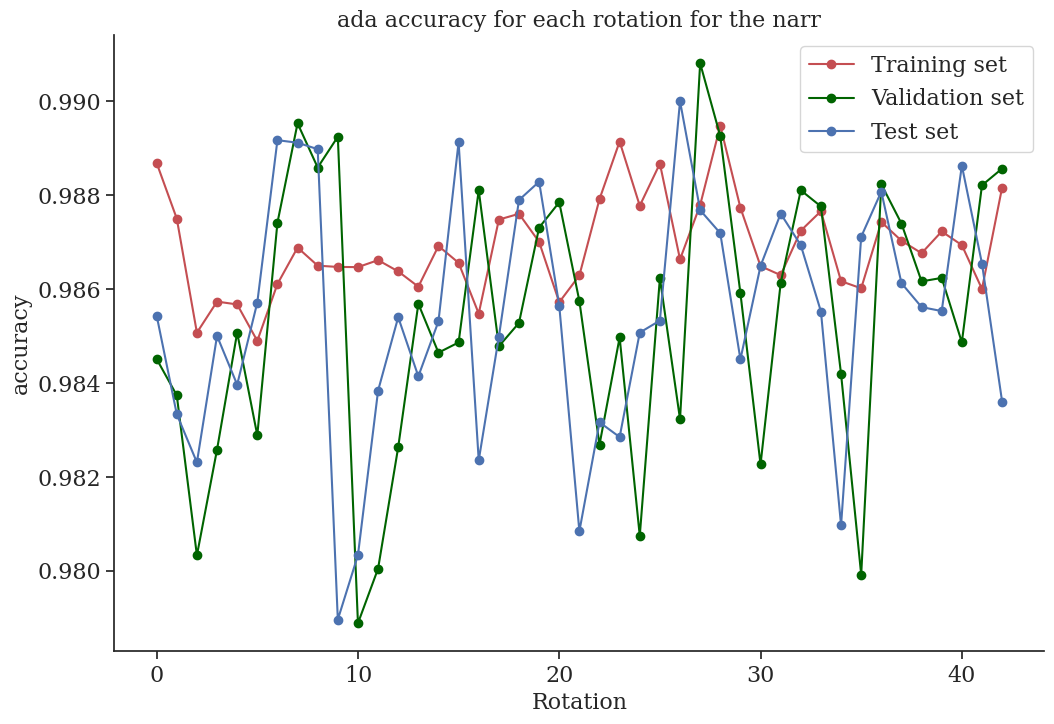 ada accuracy for each rotation for the narr
Training set
Validation set
Test set
0.990
0.988
0.986
0.984
0.982
0.980
accuracy
0
10
20
30
40
Rotation